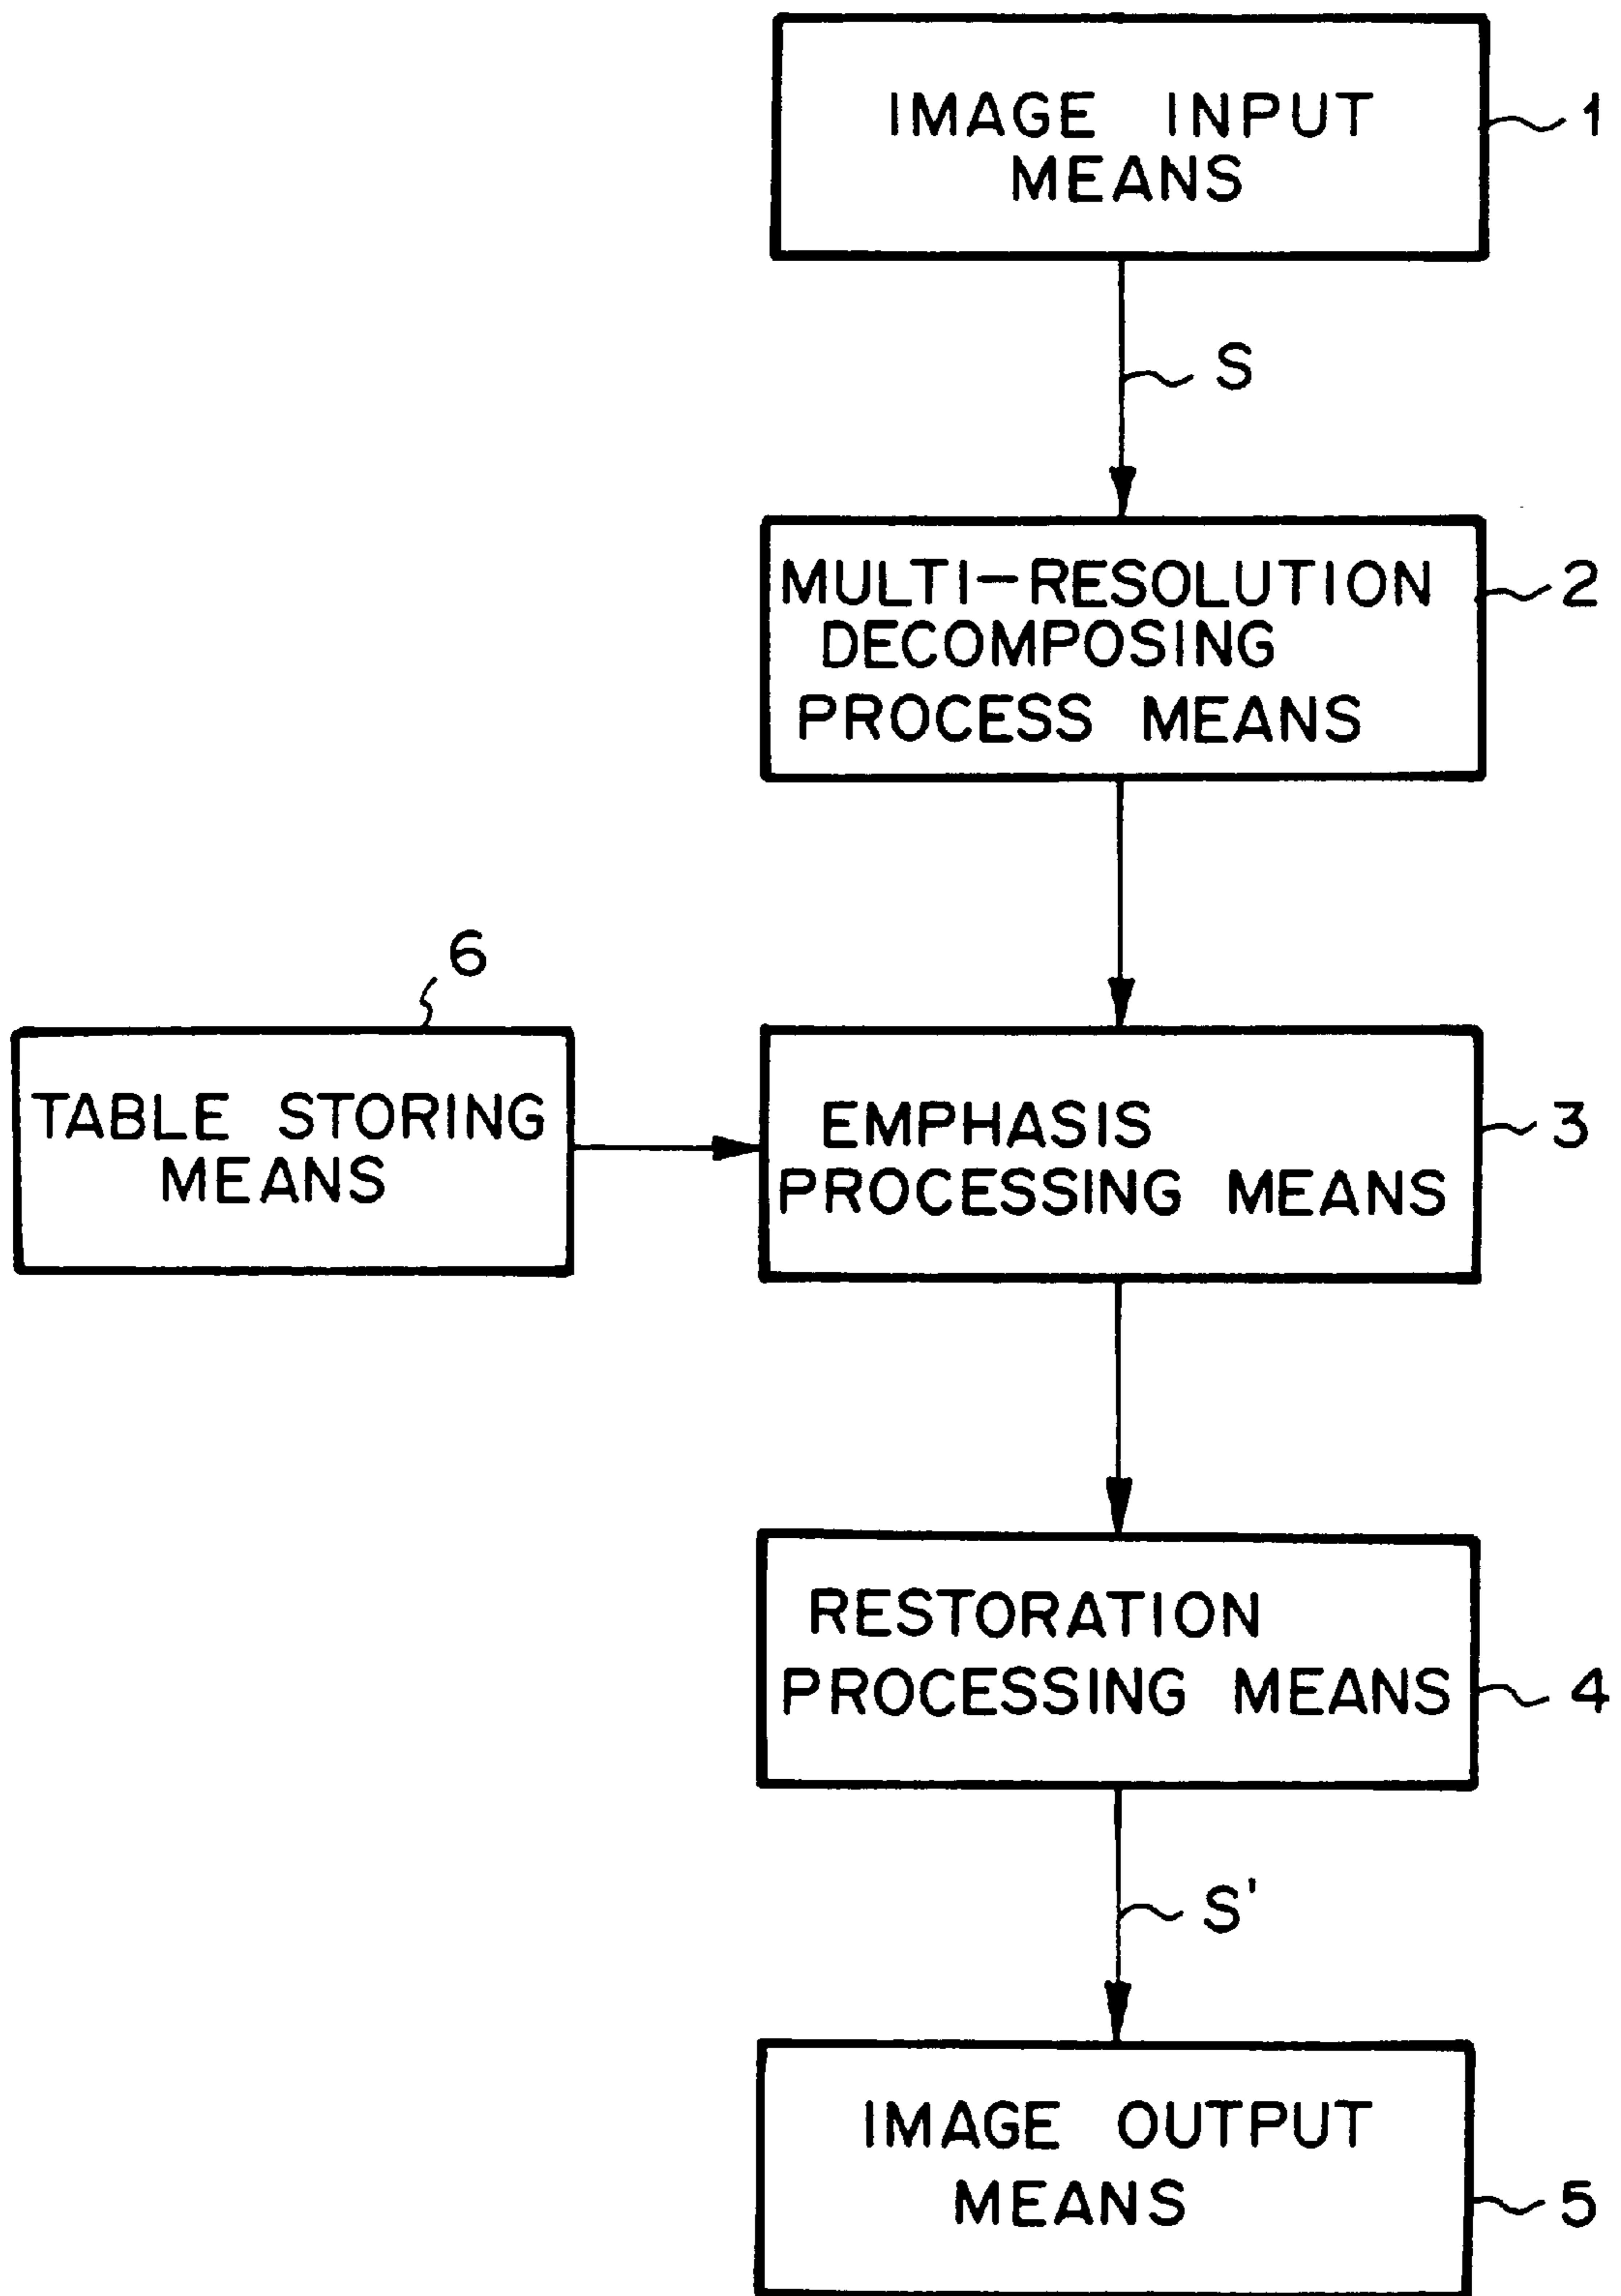 IMAGE INPUT
MEANS
1
S
MULTI-RESOLUTION
DECOMPOSING
PROCESS MEANS
2
6
TABLE STORING
MEANS
EMPHASIS
PROCESSING MEANS
3
RESTORATION
PROCESSING MEANS
4
S'
IMAGE OUTPUT
MEANS
5